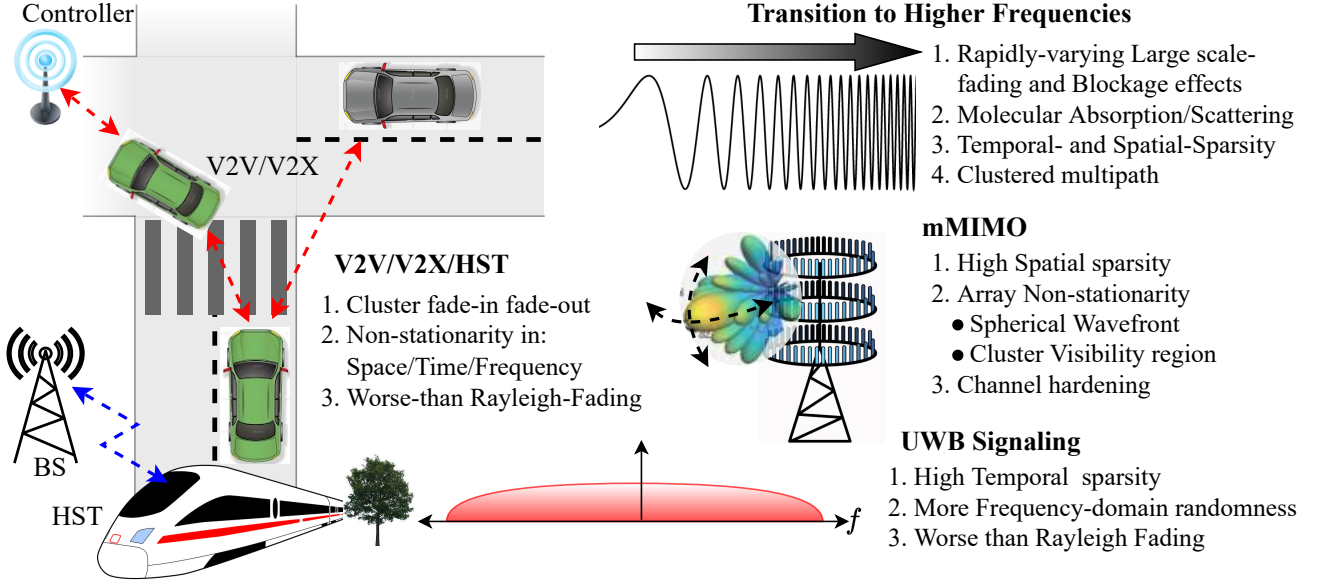 Controller
V2V/V2X
BS
HST
V2V/V2X/HST
1. Cluster fade-in fade-out
2. Non-stationarity in:
Space/Time/Frequency
3. Worse-than Rayleigh-Fading
Transition to Higher Frequencies
1. Rapidly-varying Large scale-
fading and Blockage effects
2. Molecular Absorption/Scattering
3. Temporal- and Spatial-Sparsity
4. Clustered multipath
mMIMO
1. High Spatial sparsity
2. Array Non-stationarity
● Spherical Wavefront
● Cluster Visibility region
3. Channel hardening
UWB Signaling
1. High Temporal sparsity
2. More Frequency-domain randomness
3. Worse than Rayleigh Fading
f